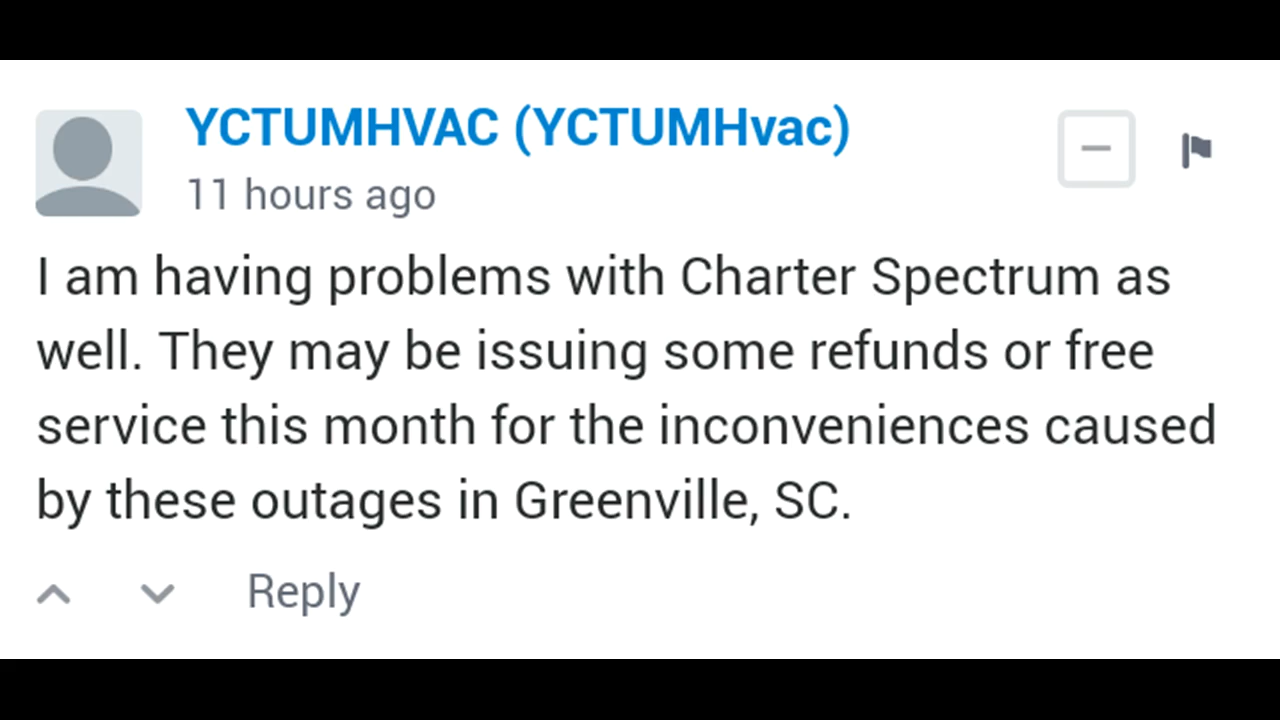 YCTUMHVAC (YCTUMHvac)
11 hours ago
I am having problems with Charter Spectrum as
well. They may be issuing some refunds or free
service this month for the inconveniences caused
by these outages in Greenville, SC.
Reply